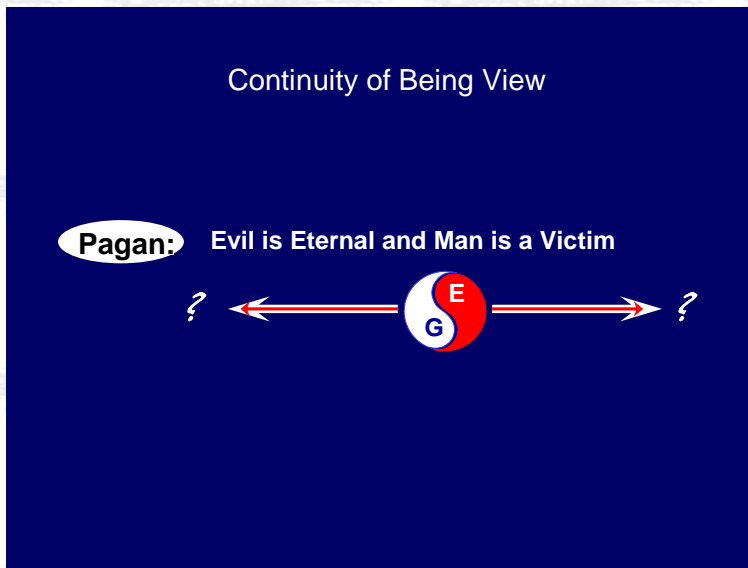 Continuity of Being View
Pagan: Evil is Eternal and Man is a Victim
? E ?
G